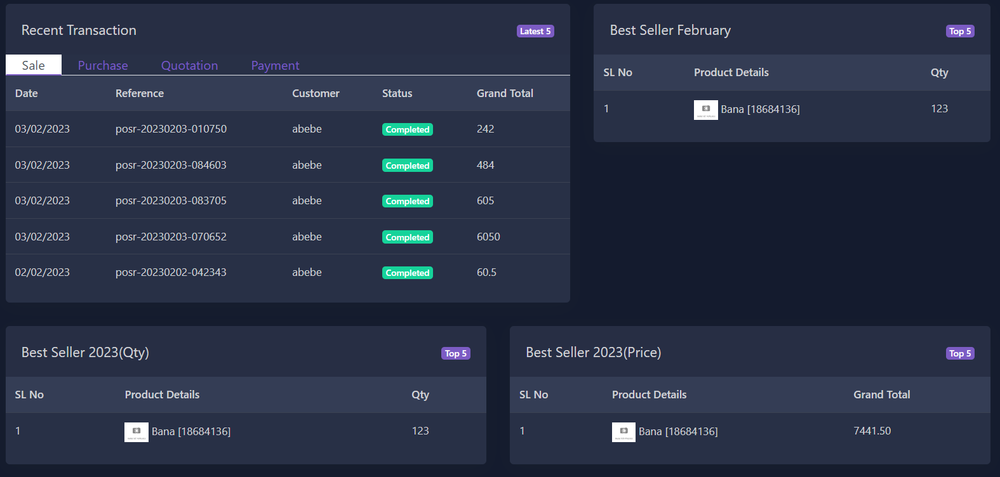 Recent Transaction Latest 5
Sale Purchase Quotation Payment
Date Reference Customer Status Grand Total
03/02/2023 posr-20230203-010750 abebe Completed 242
03/02/2023 posr-20230203-084603 abebe Completed 484
03/02/2023 posr-20230203-083705 abebe Completed 605
03/02/2023 posr-20230203-070652 abebe Completed 6050
02/02/2023 posr-20230202-042343 abebe Completed 60.5
Best Seller February Top 5
SL No Product Details Qty
1 Bana [18684136] 123
Best Seller 2023(Qty) Top 5
SL No Product Details Qty
1 Bana [18684136] 123
Best Seller 2023(Price) Top 5
SL No Product Details Grand Total
1 Bana [18684136] 7441.50